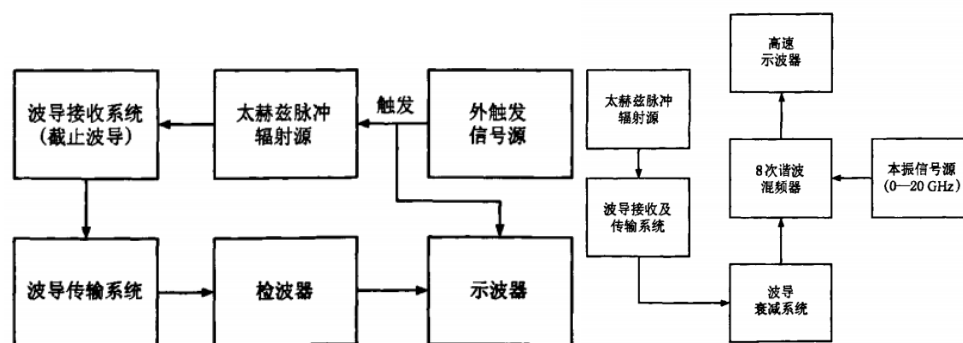 波导接收系统
(截止波导)
太赫兹脉冲
辐射源
触发
外触发
信号源
波导传输系统
检波器
示波器
高速
示波器
太赫兹脉冲
辐射源
8次谐波
混频器
本振信号源
(0—20 GHz)
波导接收及
传输系统
波导
衰减系统